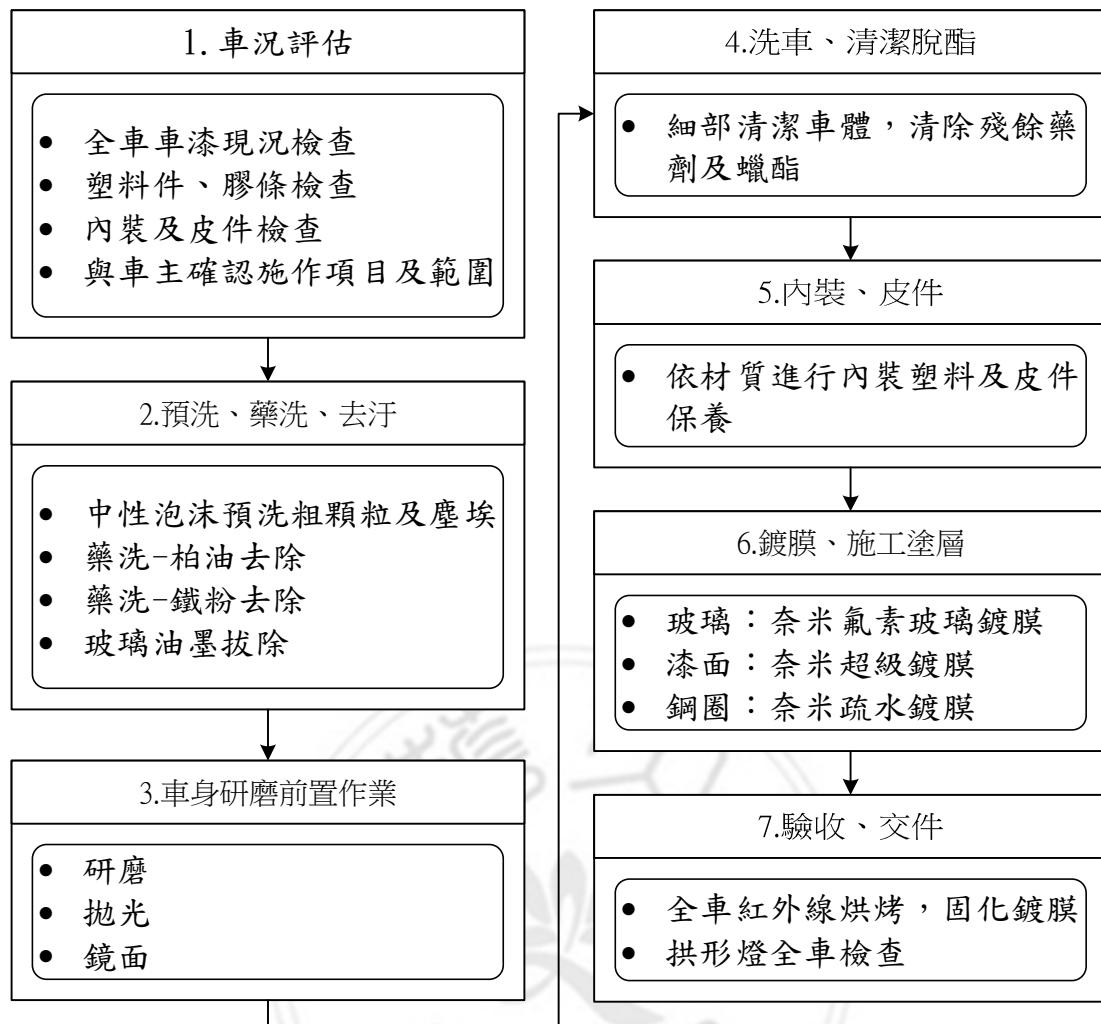 1. 車況評估
● 全車車漆現況檢查
● 塑料件、膠條檢查
● 內裝及皮件檢查
● 與車主確認施作項目及範圍
2.預洗、藥洗、去汙
● 中性泡沫預洗粗顆粒及塵埃
● 藥洗-柏油去除
● 藥洗-鐵粉去除
● 玻璃油墨拔除
3.車身研磨前置作業
● 研磨
● 拋光
● 鏡面
4.洗車、清潔脫酯
● 細部清潔車體，清除殘餘藥
劑及蠟酯
5.內裝、皮件
● 依材質進行內裝塑料及皮件
保養
6.鍍膜、施工塗層
● 玻璃：奈米氟素玻璃鍍膜
● 漆面：奈米超級鍍膜
● 鋼圈：奈米疏水鍍膜
7.驗收、交件
● 全車紅外線烘烤，固化鍍膜
● 拱形燈全車檢查